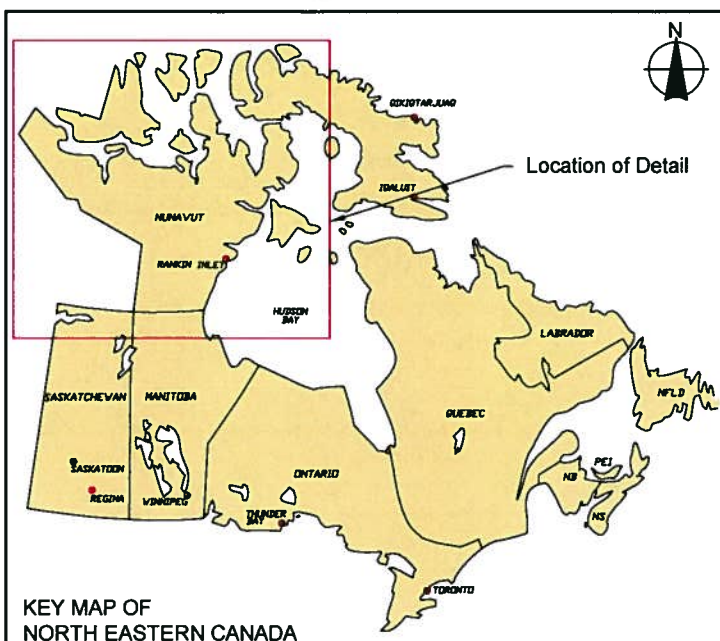 N
QIKIQTARJUAQ
Location of Detail
IQALUIT
NUNAVUT
RANKIN INLET
HUDSON
BAY
LABRADOR
SASKATCHEWAN
MANITOBA
NFLD
QUEBEC
PEI
SASKATOON
ONTARIO
NB
REGINA
WINNIPEG
THUNDER
BAY
NS
TORONTO
KEY MAP OF
NORTH EASTERN CANADA